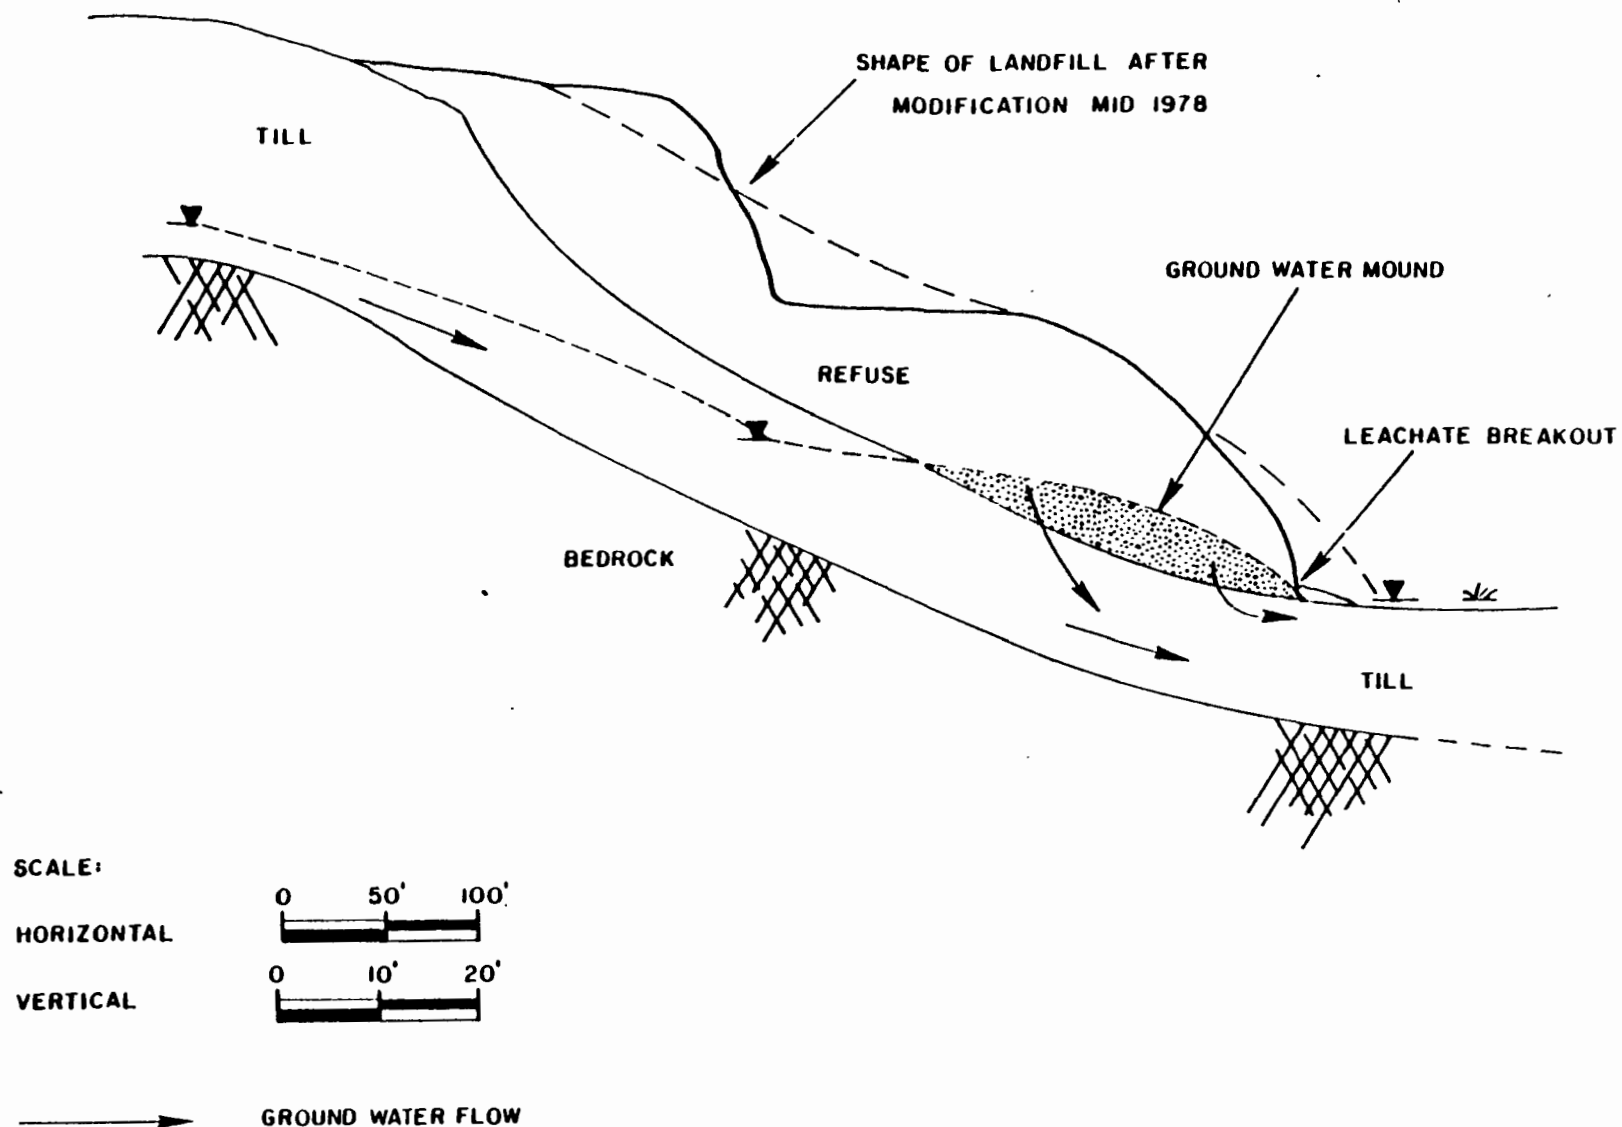 SHAPE OF LANDFILL AFTER
MODIFICATION MID 1978
TILL
GROUND WATER MOUND
REFUSE
LEACHATE BREAKOUT
BEDROCK
TILL
SCALE:
0 50' 100'
HORIZONTAL
0 10' 20'
VERTICAL
GROUND WATER FLOW